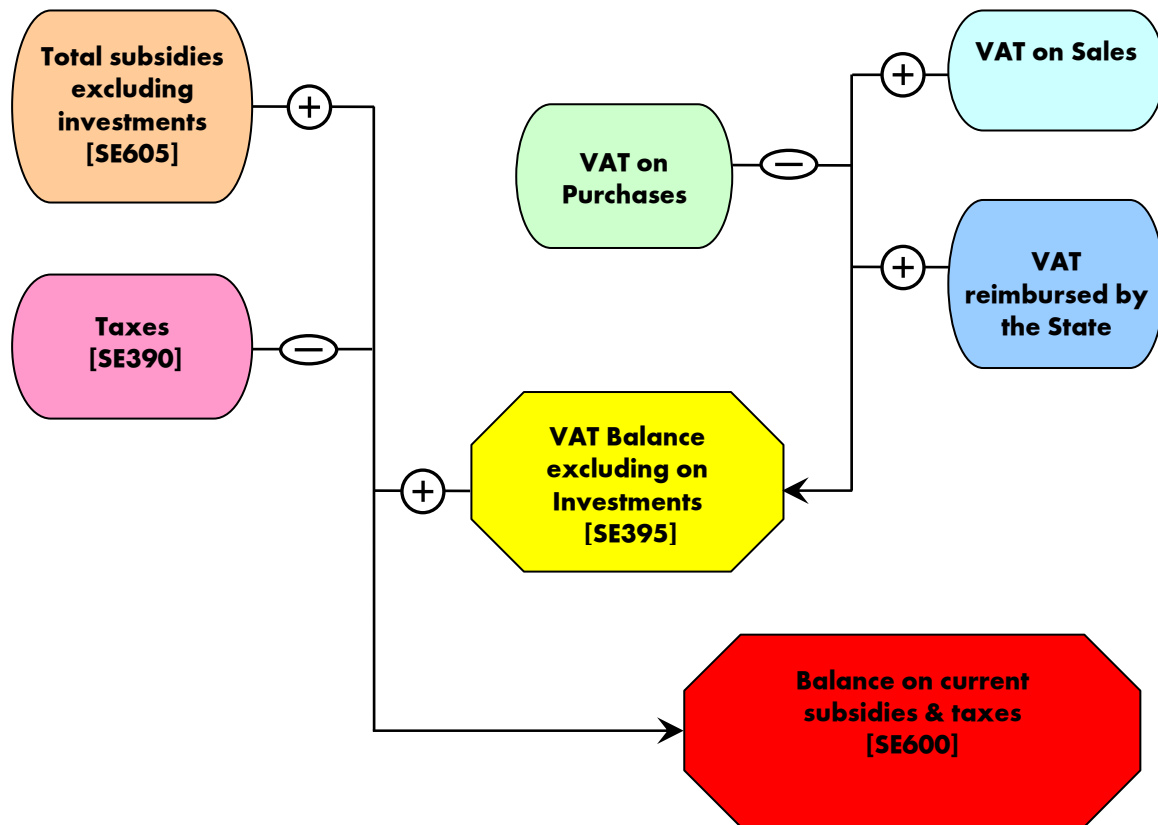 Total subsidies
excluding
investments
[SE605]
+
VAT on Sales
+
VAT on
Purchases
−
VAT
reimbursed by
the State
+
Taxes
[SE390]
−
VAT Balance
excluding on
Investments
[SE395]
+
Balance on current
subsidies & taxes
[SE600]